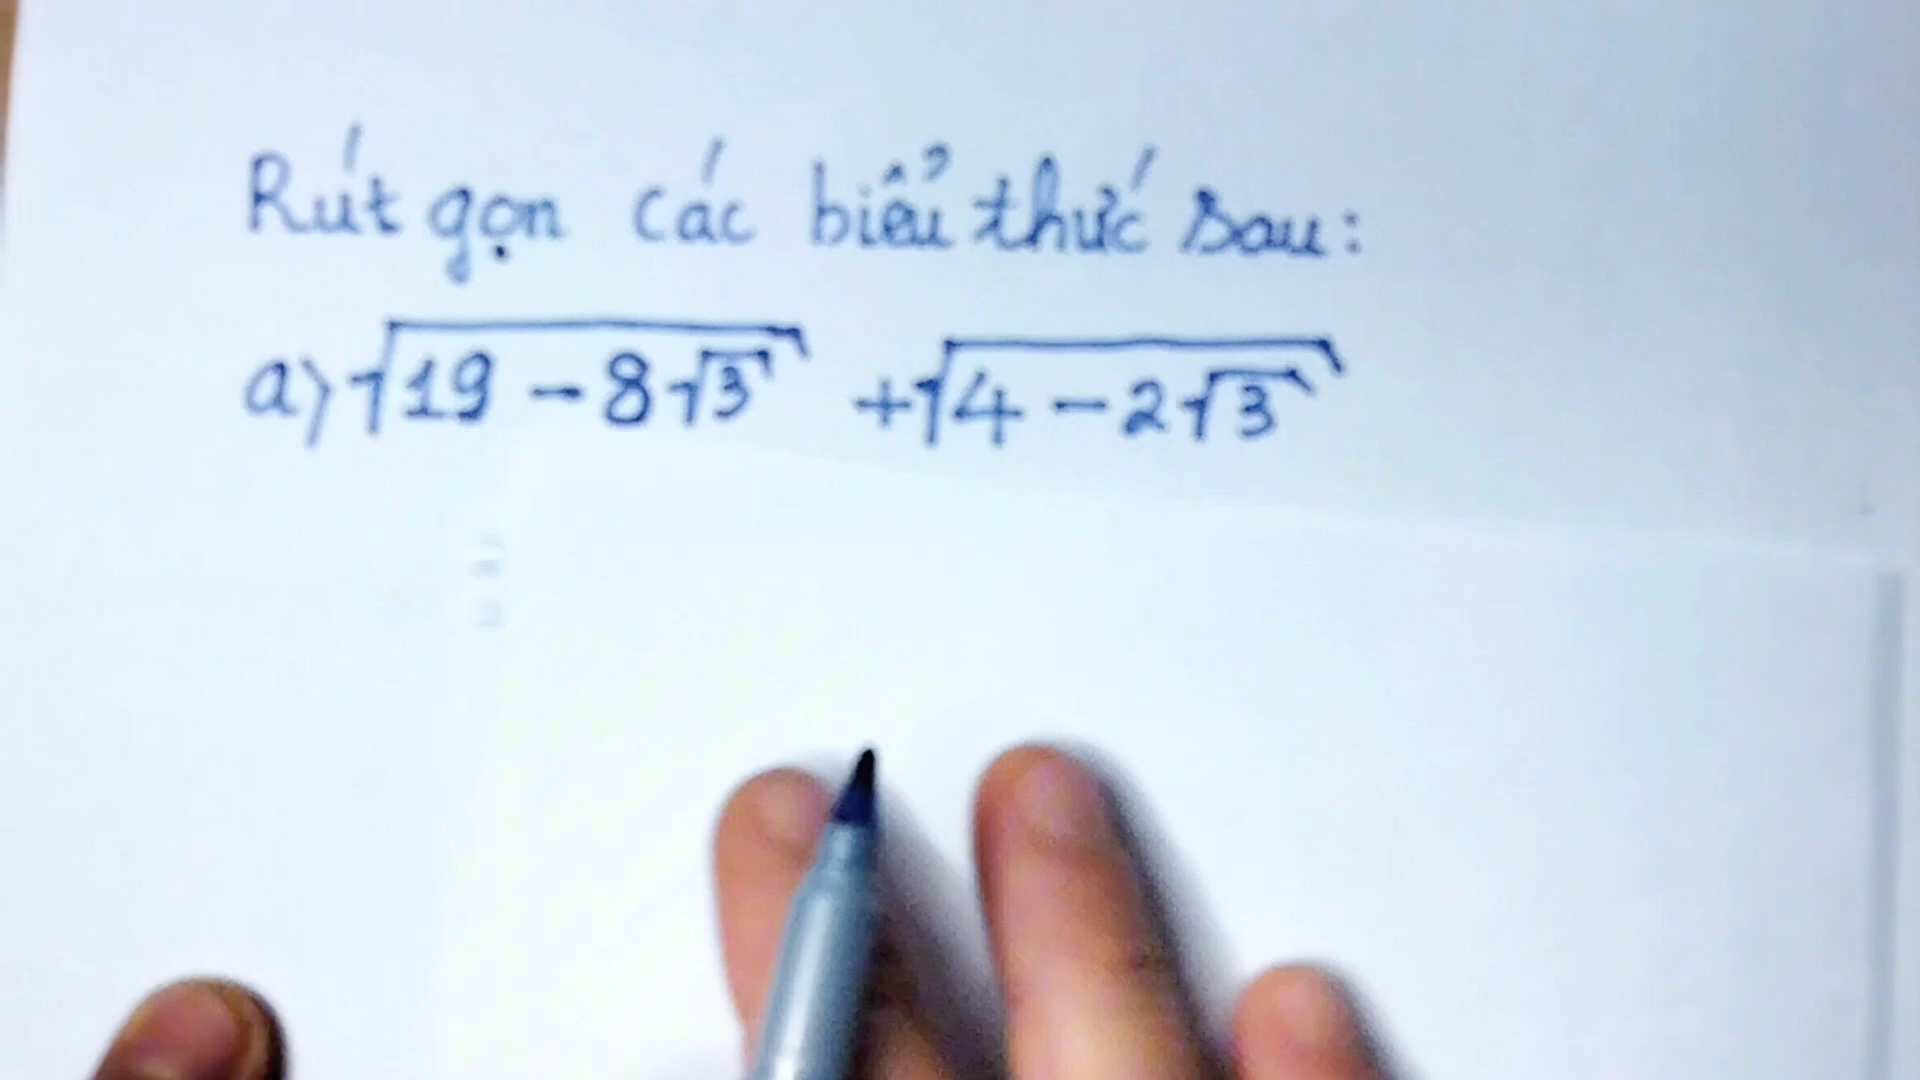 Rút gọn các biểu thức sau:
a) √(19 - 8√3) + √(4 - 2√3)